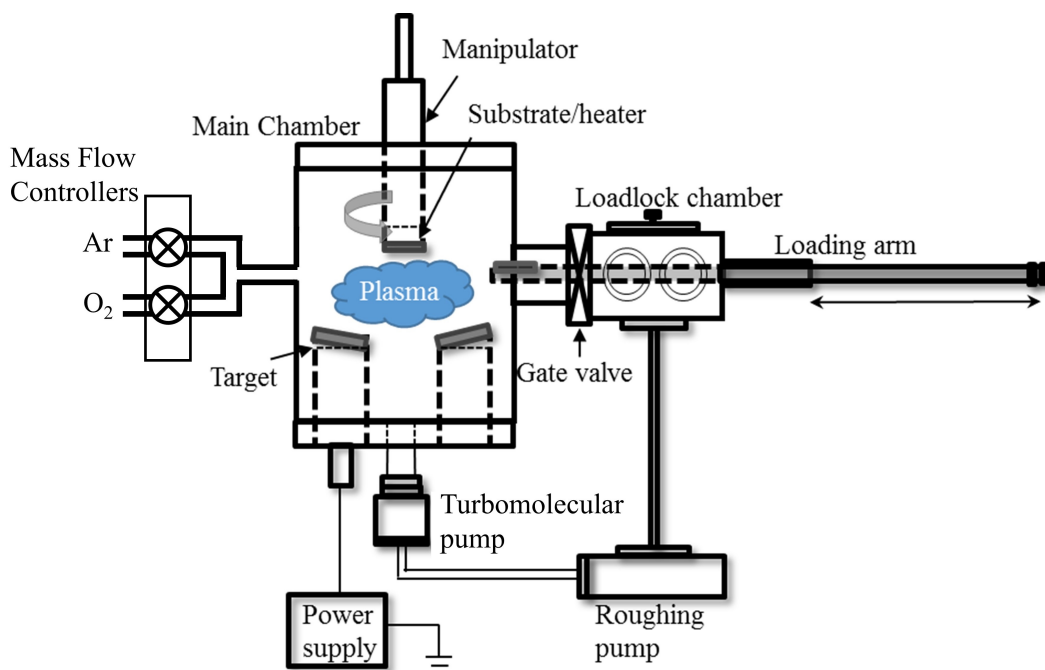 Manipulator
Substrate/heater
Main Chamber
Mass Flow
Controllers
Loadlock chamber
Ar
Loading arm
Plasma
O₂
Target
Gate valve
Turbomolecular
pump
Power
supply
Roughing
pump